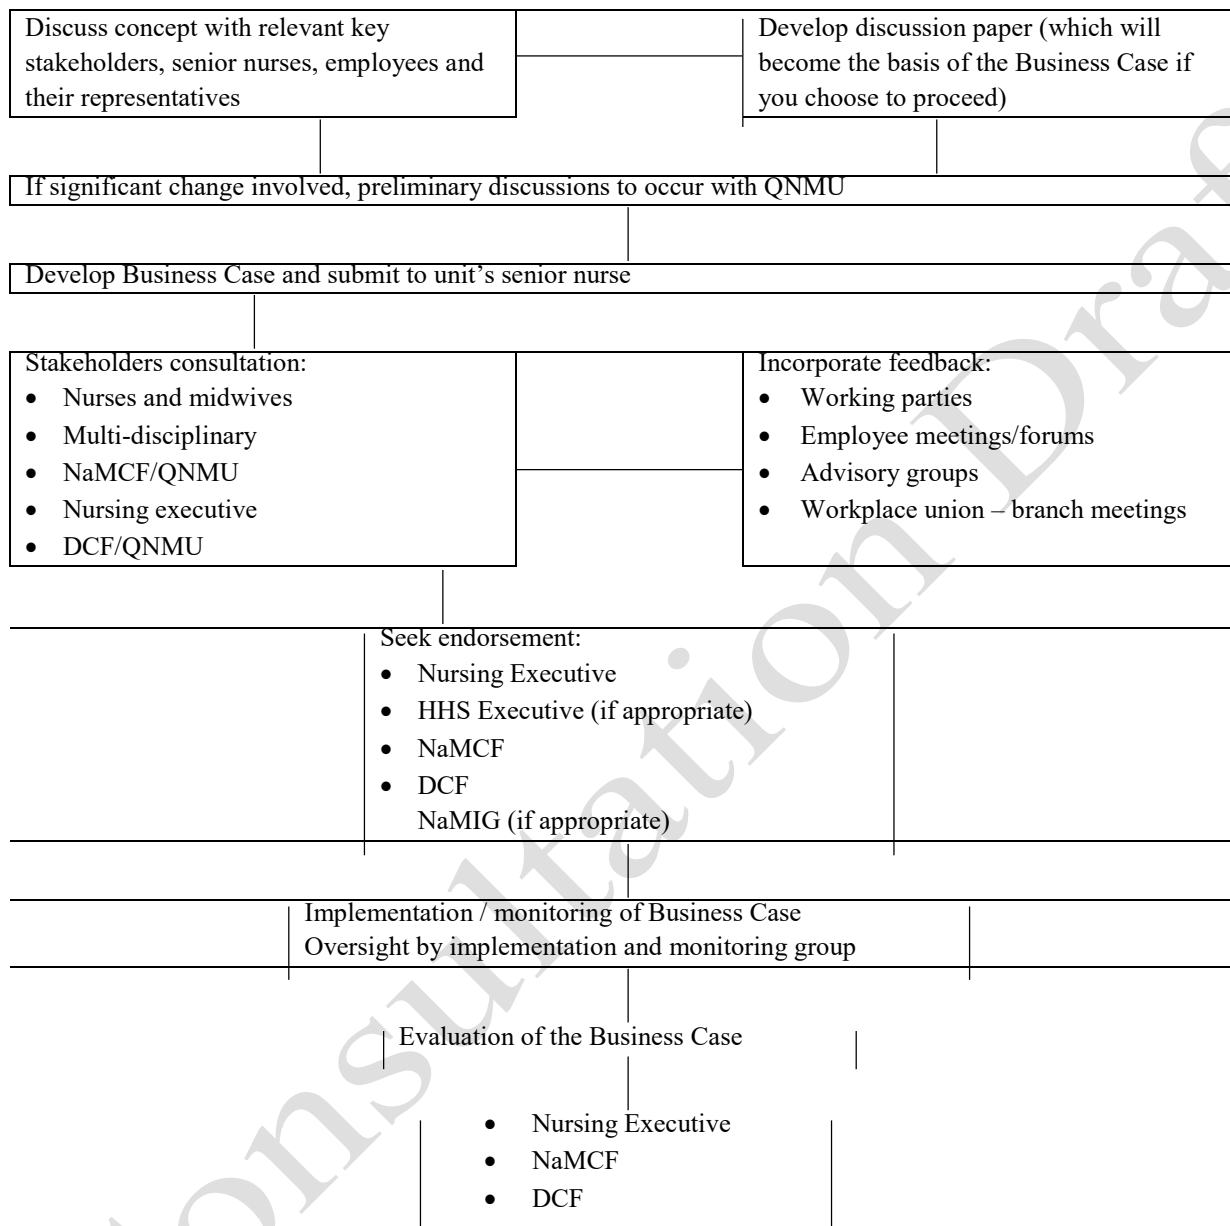 Discuss concept with relevant key
stakeholders, senior nurses, employees and
their representatives
Develop discussion paper (which will
become the basis of the Business Case if
you choose to proceed)
If significant change involved, preliminary discussions to occur with QNMU
Develop Business Case and submit to unit's senior nurse
Stakeholders consultation:
• Nurses and midwives
• Multi-disciplinary
• NaMCF/QNMU
• Nursing executive
• DCF/QNMU
Incorporate feedback:
• Working parties
• Employee meetings/forums
• Advisory groups
• Workplace union – branch meetings
Seek endorsement:
• Nursing Executive
• HHS Executive (if appropriate)
• NaMCF
• DCF
NaMIG (if appropriate)
Implementation / monitoring of Business Case
Oversight by implementation and monitoring group
Evaluation of the Business Case
• Nursing Executive
• NaMCF
• DCF
onsultation Draf